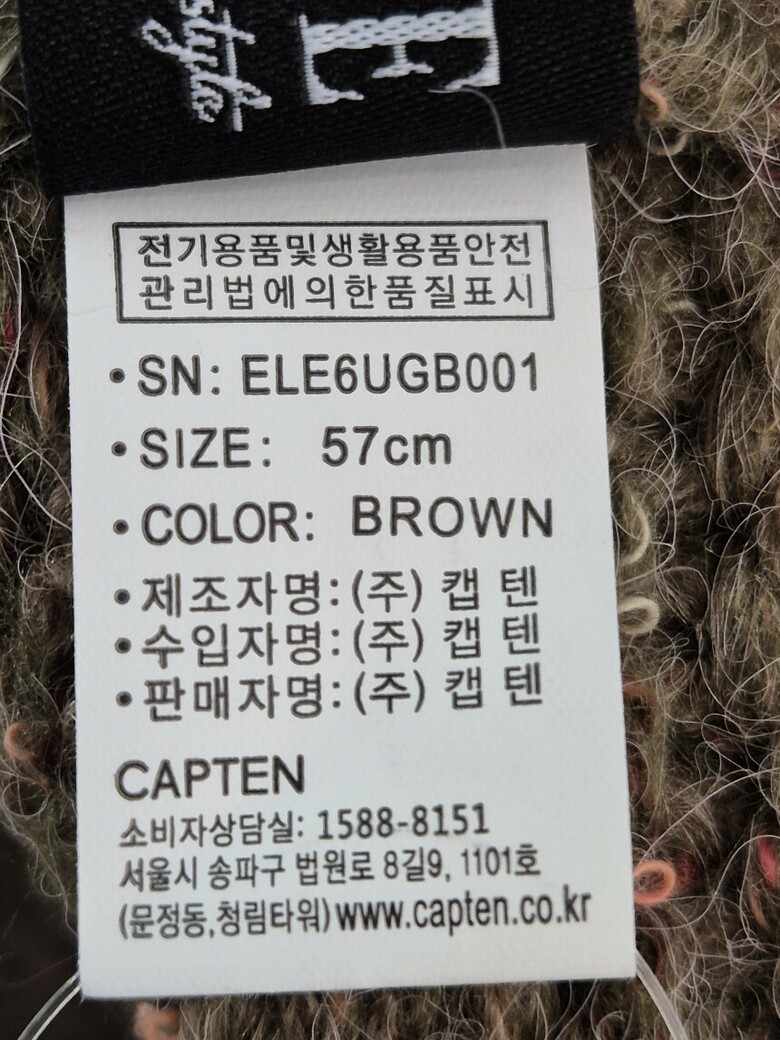 style
E
전기용품및생활용품안전
관리법에의한품질표시
•SN: ELE6UGB001
•SIZE: 57cm
•COLOR: BROWN
•제조자명:(주) 캡 텐
•수입자명:(주) 캡 텐
•판매자명:(주) 캡 텐
CAPTEN
소비자상담실: 1588-8151
서울시 송파구 법원로 8길9, 1101호
(문정동,청림타워)www.capten.co.kr